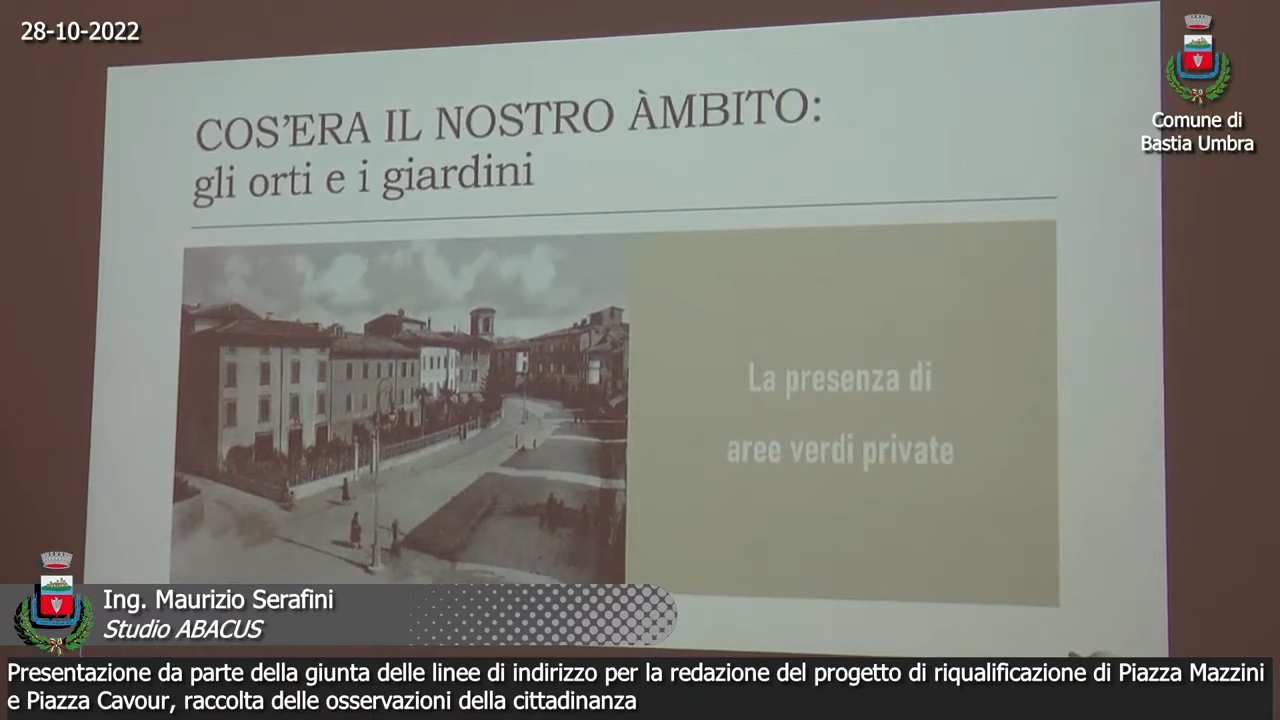 28-10-2022
Comune di
Bastia Umbra
COS'ERA IL NOSTRO ÀMBITO:
gli orti e i giardini
La presenza di
aree verdi private
Ing. Maurizio Serafini
Studio ABACUS
Presentazione da parte della giunta delle linee di indirizzo per la redazione del progetto di riqualificazione di Piazza Mazzini
e Piazza Cavour, raccolta delle osservazioni della cittadinanza